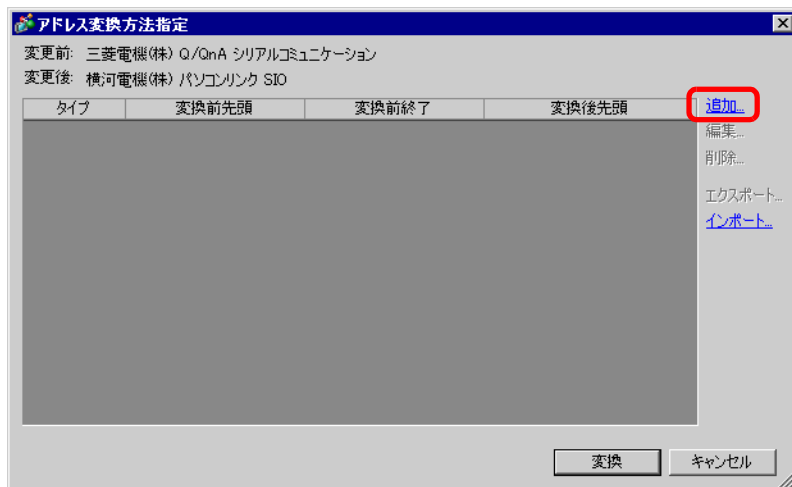 アドレス変換方法指定
変更前: 三菱電機(株) Q/QnA シリアルコミュニケーション
変更後: 横河電機(株) パソコンリンク SIO
タイプ 変換前先頭 変換前終了 変換後先頭
追加...
編集...
削除...
エクスポート...
インポート...
変換 キャンセル